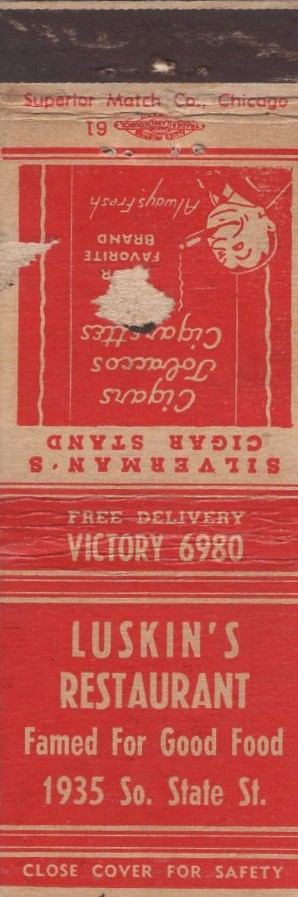 Superior Match Co., Chicago
61
SILVERMAN'S
CIGAR STAND
Cigars
Tobaccos
Cigarettes
FAVORITE
BRAND
Always Fresh
FREE DELIVERY
VICTORY 6980
LUSKIN'S
RESTAURANT
Famed For Good Food
1935 So. State St.
CLOSE COVER FOR SAFETY